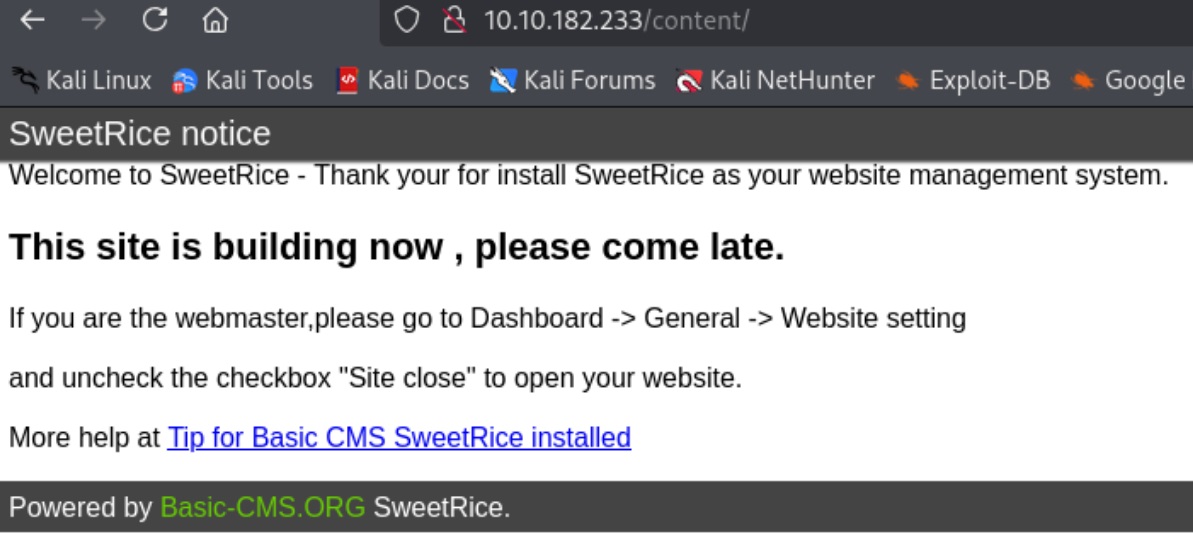 10.10.182.233/content/
Kali Linux Kali Tools Kali Docs Kali Forums Kali NetHunter Exploit-DB Google
SweetRice notice
Welcome to SweetRice - Thank your for install SweetRice as your website management system.
This site is building now , please come late.
If you are the webmaster,please go to Dashboard -> General -> Website setting
and uncheck the checkbox "Site close" to open your website.
More help at Tip for Basic CMS SweetRice installed
Powered by Basic-CMS.ORG SweetRice.